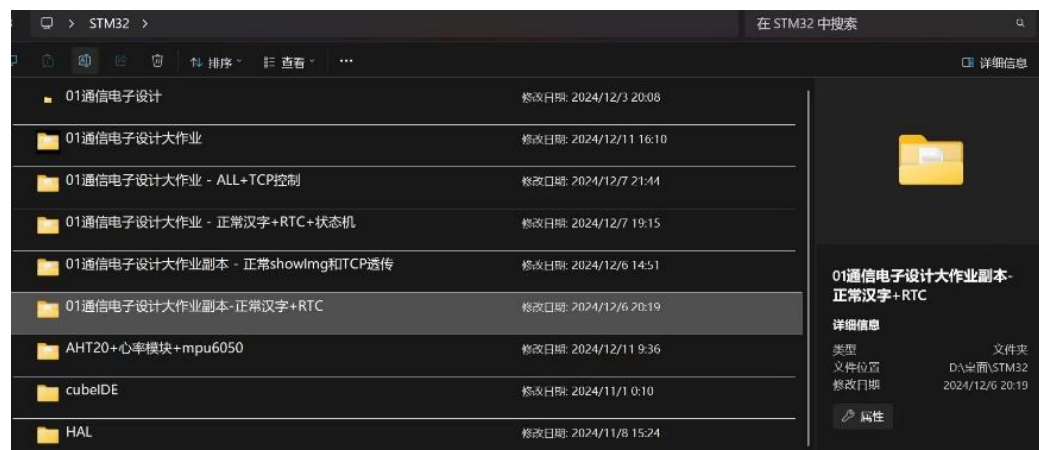 > STM32 >
在 STM32 中搜索
排序 查看 ...
详细信息
01通信电子设计
修改日期: 2024/12/3 20:08
01通信电子设计大作业
修改日期: 2024/12/11 16:10
01通信电子设计大作业 - ALL+TCP控制
修改日期: 2024/12/7 21:44
01通信电子设计大作业 - 正常汉字+RTC+状态机
修改日期: 2024/12/7 19:15
01通信电子设计大作业副本 - 正常showImg和TCP透传
修改日期: 2024/12/6 14:51
01通信电子设计大作业副本-正常汉字+RTC
修改日期: 2024/12/6 20:19
AHT20+心率模块+mpu6050
修改日期: 2024/12/11 9:36
cubeIDE
修改日期: 2024/11/1 0:10
HAL
修改日期: 2024/11/8 15:24
01通信电子设计大作业副本-
正常汉字+RTC
详细信息
类型 文件夹
文件位置 D:\桌面\STM32
修改日期 2024/12/6 20:19
属性